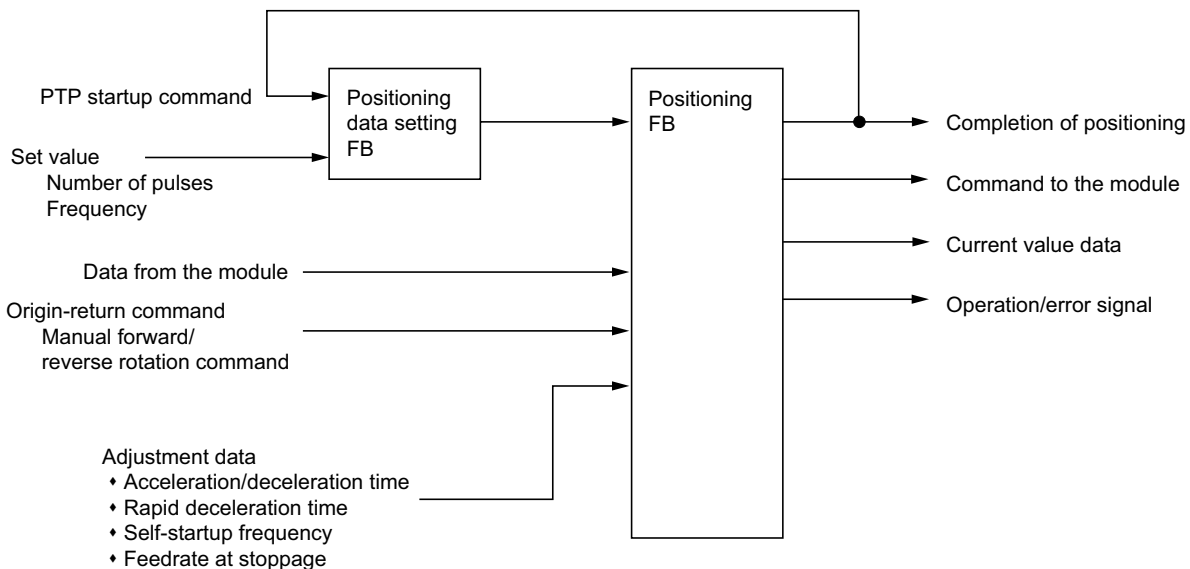 PTP startup command
Positioning
data setting
FB
Positioning
FB
Completion of positioning
Set value
Number of pulses
Frequency
Command to the module
Current value data
Data from the module
Operation/error signal
Origin-return command
Manual forward/
reverse rotation command
Adjustment data
♦ Acceleration/deceleration time
♦ Rapid deceleration time
♦ Self-startup frequency
♦ Feedrate at stoppage